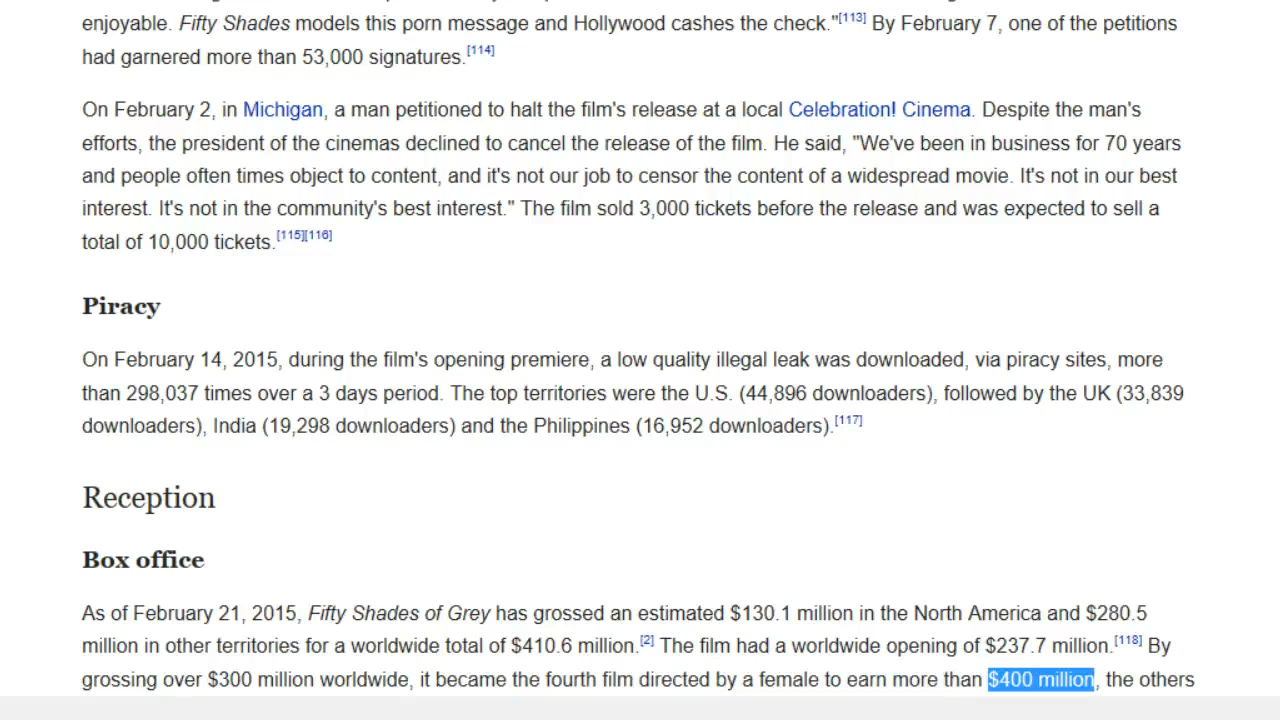 enjoyable. Fifty Shades models this porn message and Hollywood cashes the check."[113] By February 7, one of the petitions
had garnered more than 53,000 signatures.[114]
On February 2, in Michigan, a man petitioned to halt the film's release at a local Celebration! Cinema. Despite the man's
efforts, the president of the cinemas declined to cancel the release of the film. He said, "We've been in business for 70 years
and people often times object to content, and it's not our job to censor the content of a widespread movie. It's not in our best
interest. It's not in the community's best interest." The film sold 3,000 tickets before the release and was expected to sell a
total of 10,000 tickets.[115][116]
Piracy
On February 14, 2015, during the film's opening premiere, a low quality illegal leak was downloaded, via piracy sites, more
than 298,037 times over a 3 days period. The top territories were the U.S. (44,896 downloaders), followed by the UK (33,839
downloaders), India (19,298 downloaders) and the Philippines (16,952 downloaders).[117]
Reception
Box office
As of February 21, 2015, Fifty Shades of Grey has grossed an estimated $130.1 million in the North America and $280.5
million in other territories for a worldwide total of $410.6 million.[2] The film had a worldwide opening of $237.7 million.[118] By
grossing over $300 million worldwide, it became the fourth film directed by a female to earn more than $400 million, the others